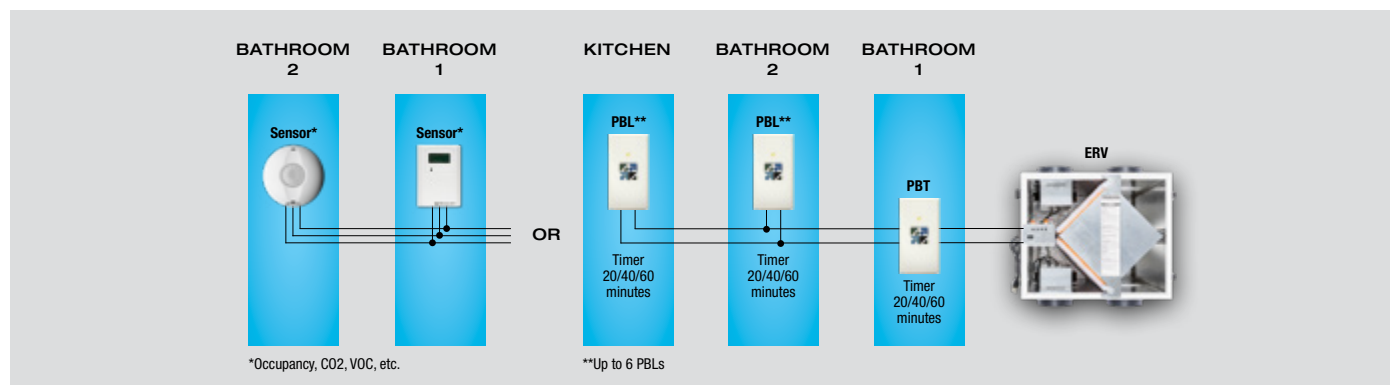 BATHROOM
2
BATHROOM
1
KITCHEN
BATHROOM
2
BATHROOM
1
Sensor*
Sensor*
PBL**
PBL**
PBT
ERV
OR
Timer
20/40/60
minutes
Timer
20/40/60
minutes
Timer
20/40/60
minutes
*Occupancy, CO2, VOC, etc.
**Up to 6 PBLs